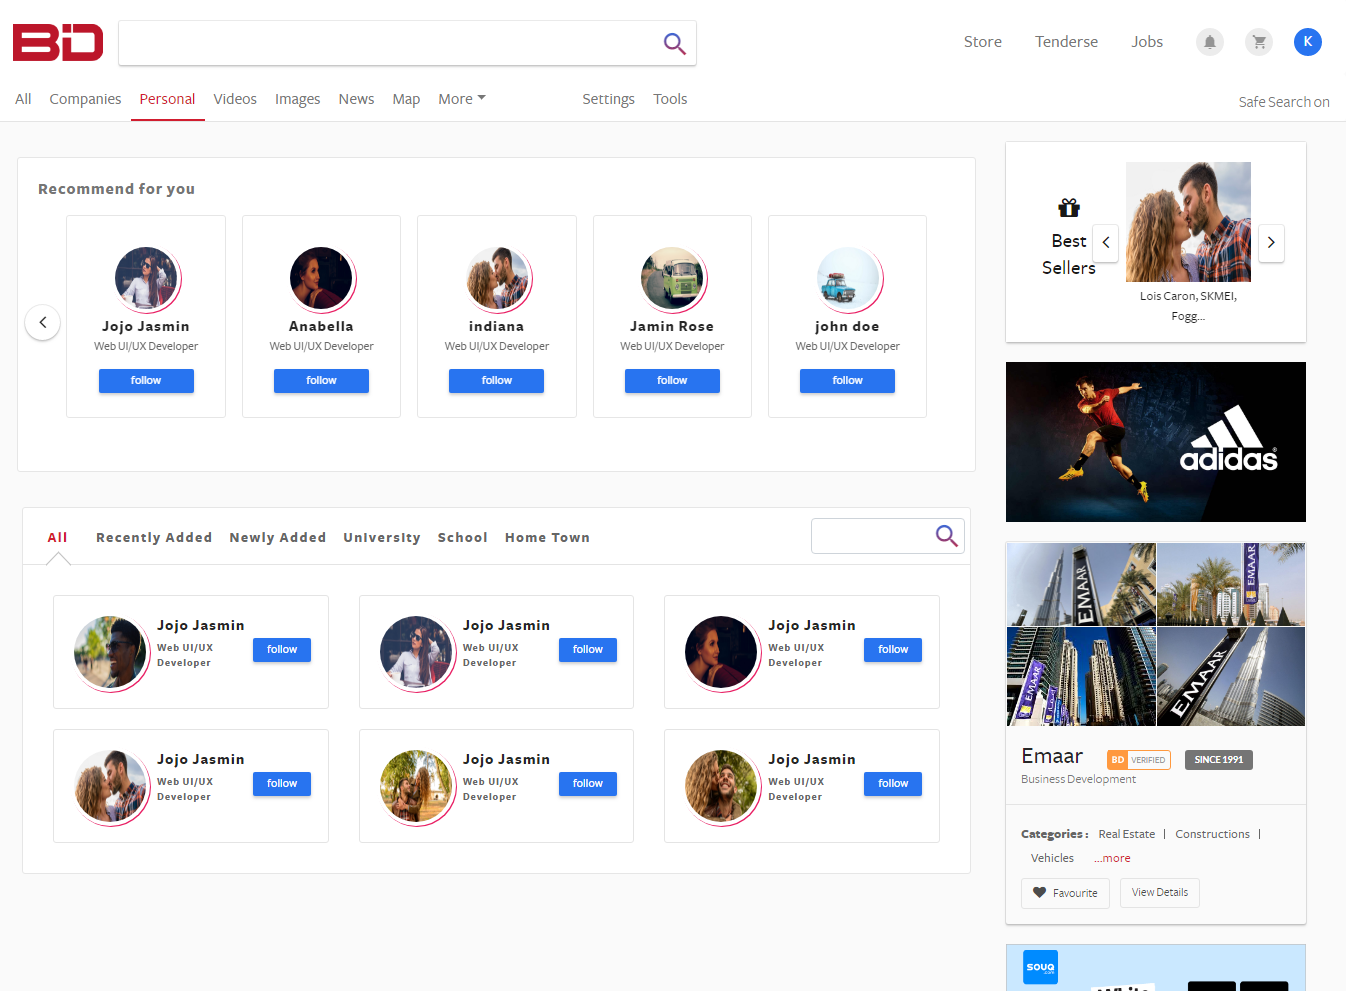 BD
Store Tenderse Jobs K
All Companies Personal Videos Images News Map More Settings Tools
Safe Search on
Recommend for you
Jojo Jasmin
Web UI/UX Developer
follow
Anabella
Web UI/UX Developer
follow
indiana
Web UI/UX Developer
follow
Jamin Rose
Web UI/UX Developer
follow
john doe
Web UI/UX Developer
follow
All Recently Added Newly Added University School Home Town
Jojo Jasmin
Web UI/UX
Developer
follow
Jojo Jasmin
Web UI/UX
Developer
follow
Jojo Jasmin
Web UI/UX
Developer
follow
Jojo Jasmin
Web UI/UX
Developer
follow
Jojo Jasmin
Web UI/UX
Developer
follow
Jojo Jasmin
Web UI/UX
Developer
follow
Best
Sellers
Lois Caron, SKMEI,
Fogg...
adidas
EMAAR
EMAAR
EMAAR
EMAAR
Emaar BD VERIFIED SINCE 1991
Business Development
Categories : Real Estate | Constructions |
Vehicles ...more
Favourite View Details
souq
.com
White